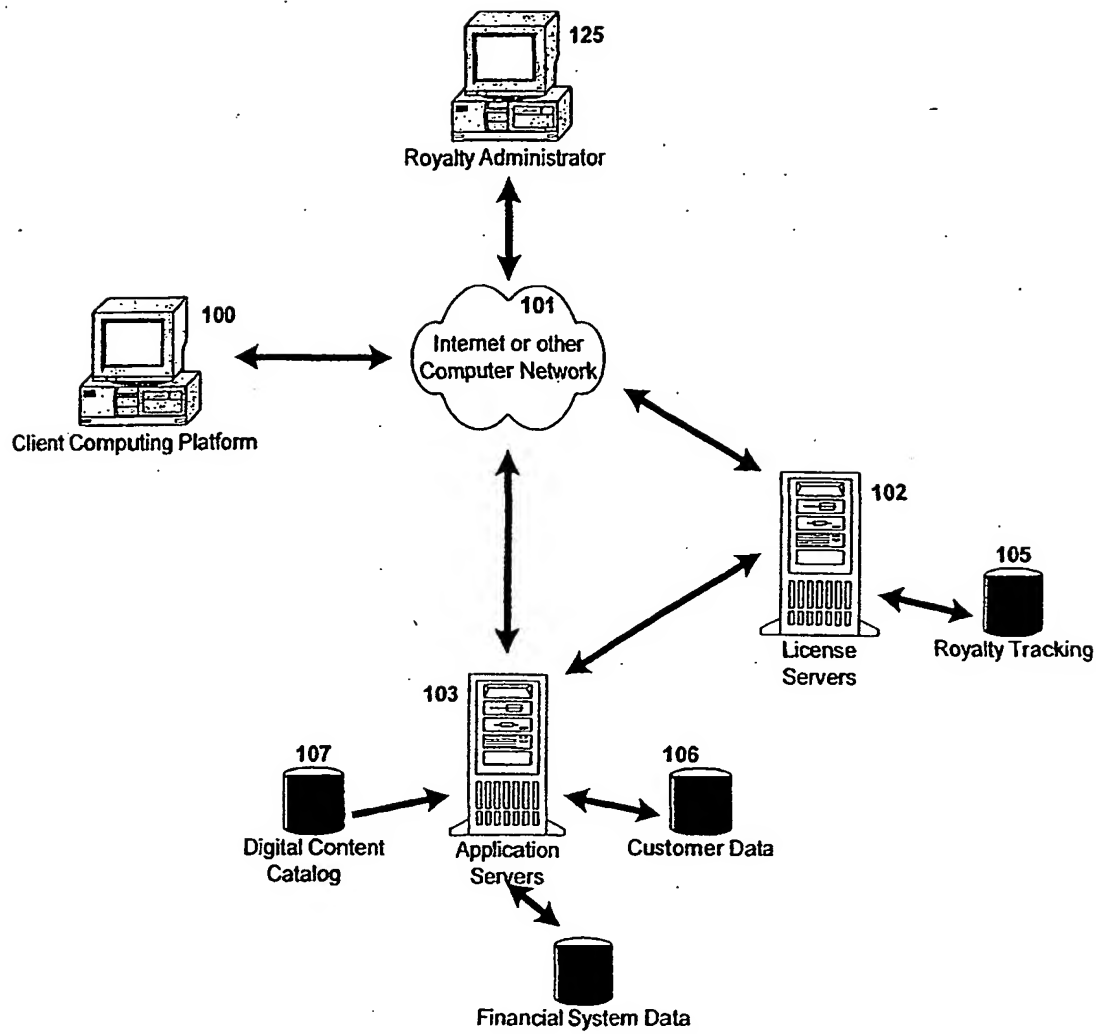 125
Royalty Administrator
101
Internet or other
Computer Network
100
Client Computing Platform
102
License
Servers
105
Royalty Tracking
103
Application
Servers
107
Digital Content
Catalog
106
Customer Data
Financial System Data